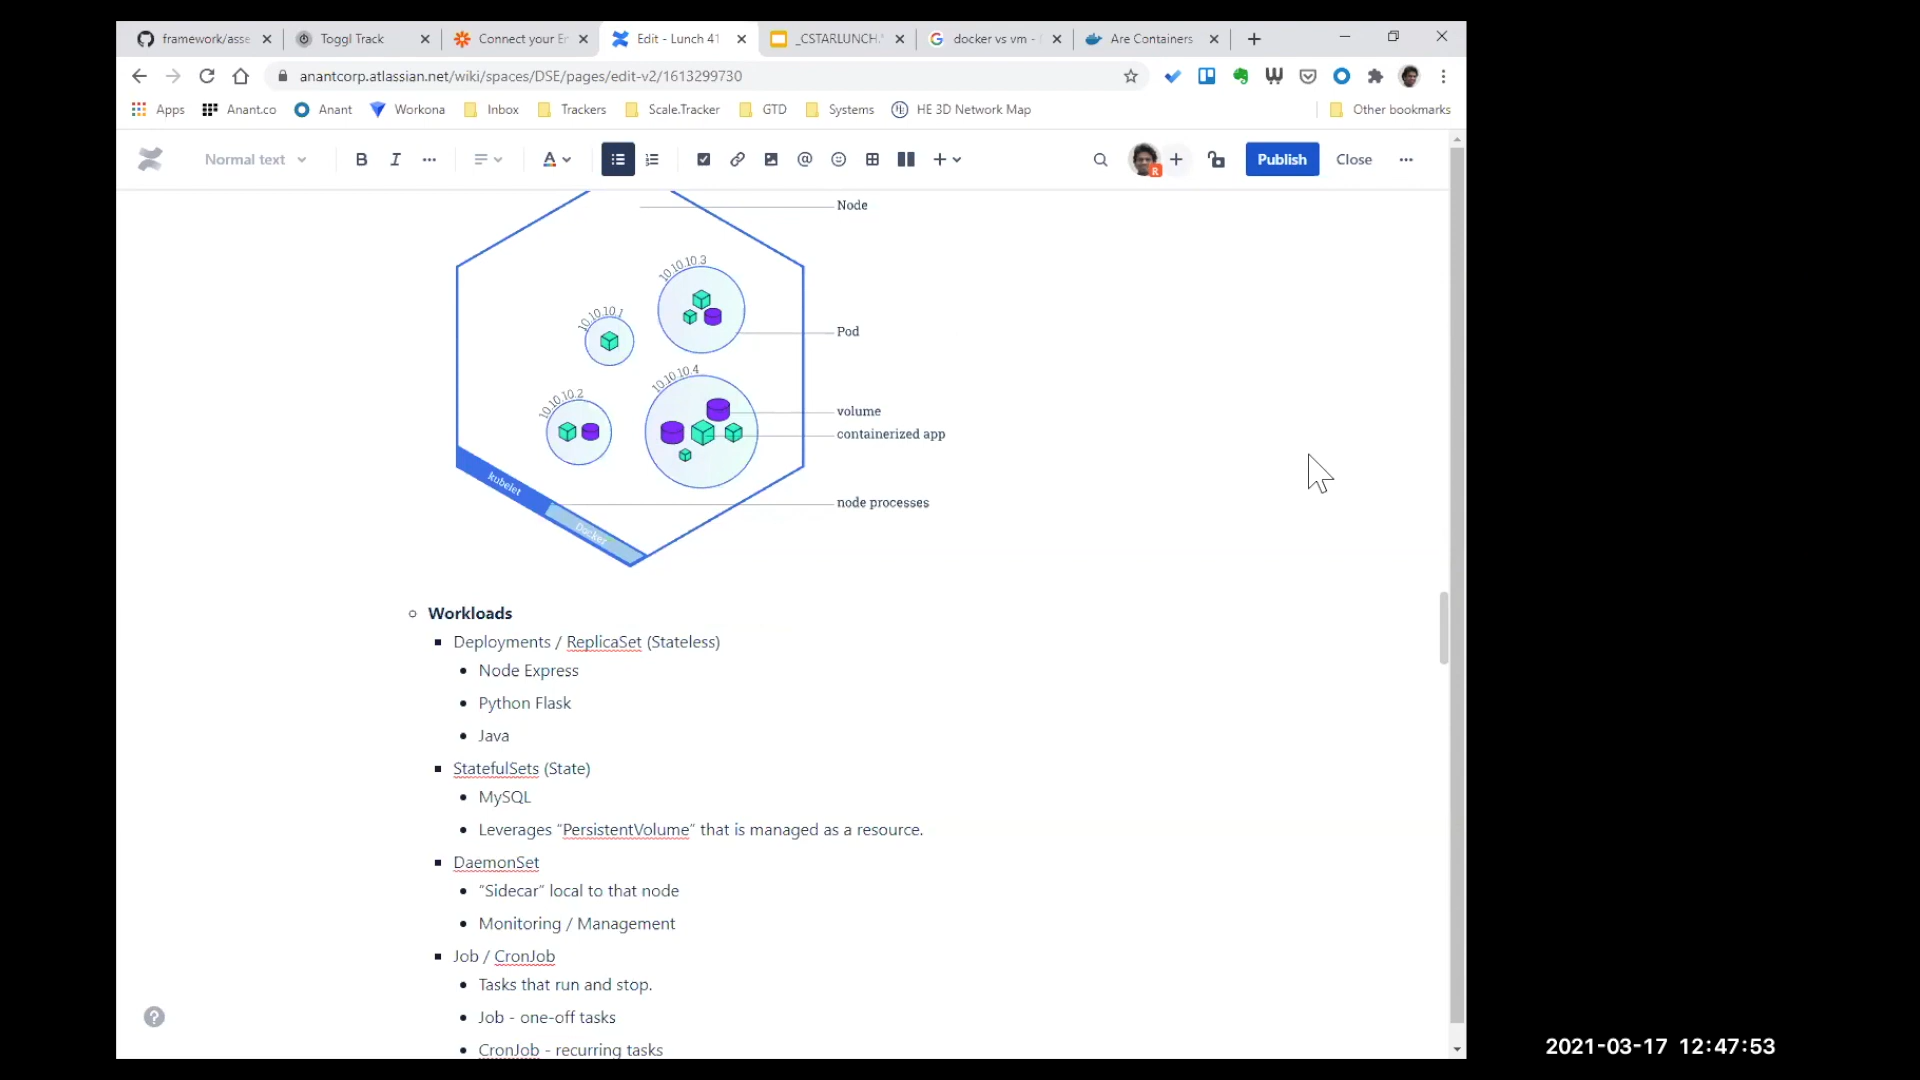 framework/asse
Toggl Track
Connect your En
Edit - Lunch 41
_CSTARLUNCH.
docker vs vm -
Are Containers
anantcorp.atlassian.net/wiki/spaces/DSE/pages/edit-v2/1613299730
Apps
Anant.co
Anant
Workona
Inbox
Trackers
Scale.Tracker
GTD
Systems
HE 3D Network Map
Other bookmarks
Normal text
B
I
A
R
Publish
Close
Node
10.10.10.3
10.10.10.1
Pod
10.10.10.4
10.10.10.2
volume
containerized app
kubelet
node processes
Docker
Workloads
Deployments / ReplicaSet (Stateless)
Node Express
Python Flask
Java
StatefulSets (State)
MySQL
Leverages “PersistentVolume” that is managed as a resource.
DaemonSet
“Sidecar” local to that node
Monitoring / Management
Job / CronJob
Tasks that run and stop.
Job - one-off tasks
CronJob - recurring tasks
2021-03-17 12:47:53